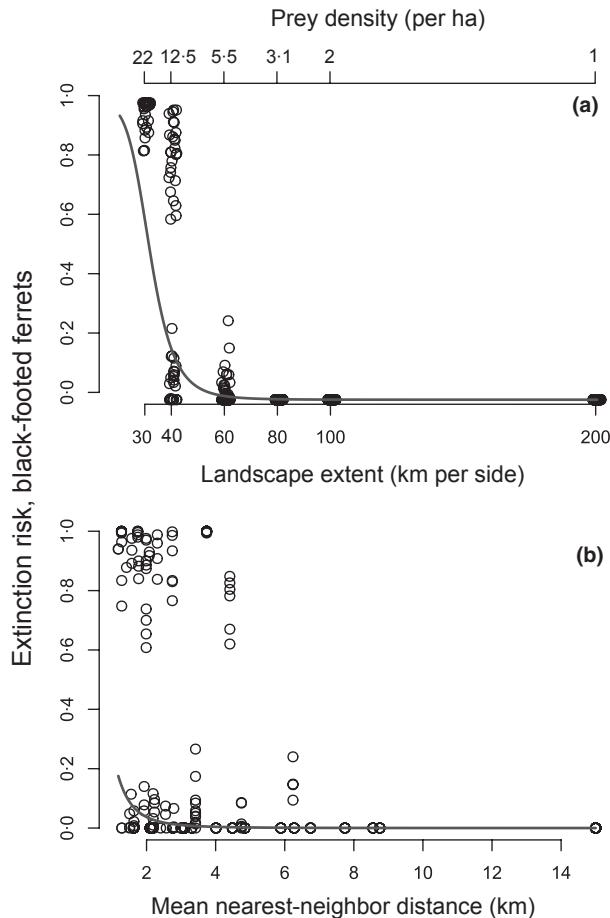 Prey density (per ha)
22 12·5 5·5 3·1 2 1
(a)
1·0
0·8
0·6
0·4
0·2
0·0
30 40 60 80 100 200
Landscape extent (km per side)
Extinction risk, black-footed ferrets
(b)
1·0
0·8
0·6
0·4
0·2
0·0
2 4 6 8 10 12 14
Mean nearest-neighbor distance (km)